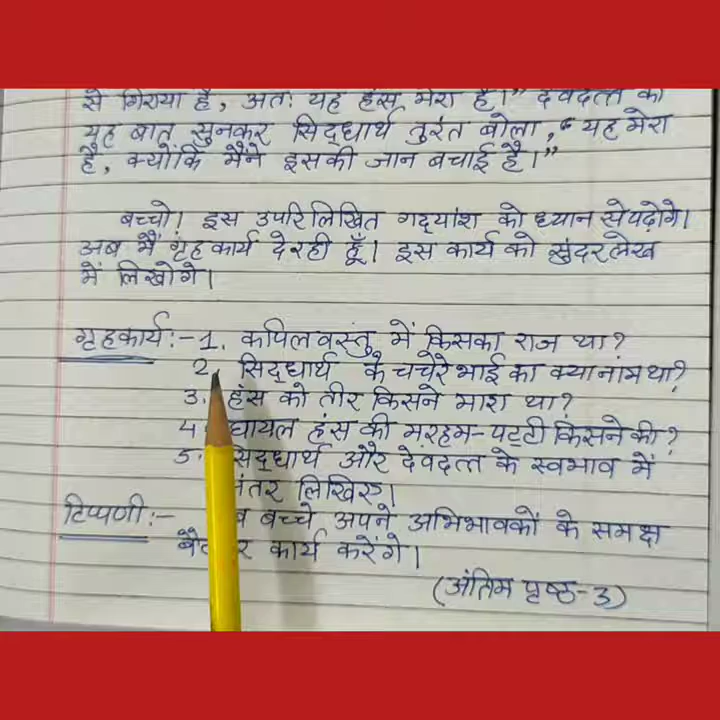 से गिराया है, अतः यह हंस मेरा है।” देवदत्त की
यह बात सुनकर सिद्धार्थ तुरंत बोला, “यह मेरा
है, क्योंकि मैंने इसकी जान बचाई है।”
बच्चो। इस उपरिलिखित गद्यांश को ध्यान से पढ़ोगे।
अब मैं गृहकार्य दे रही हूँ। इस कार्य को सुंदरलेख
में लिखोगे।
गृहकार्य:- 1. कपिलवस्तु में किसका राज था?
2. सिद्धार्थ के चचेरे भाई का क्या नाम था?
3. हंस को तीर किसने मारा था?
4. घायल हंस की मरहम-पट्टी किसने की?
5. सिद्धार्थ और देवदत्त के स्वभाव में
अंतर लिखिए।
टिप्पणी:- बच्चे अपने अभिभावकों के समक्ष
बैठकर कार्य करेंगे।
(अंतिम पृष्ठ-3)